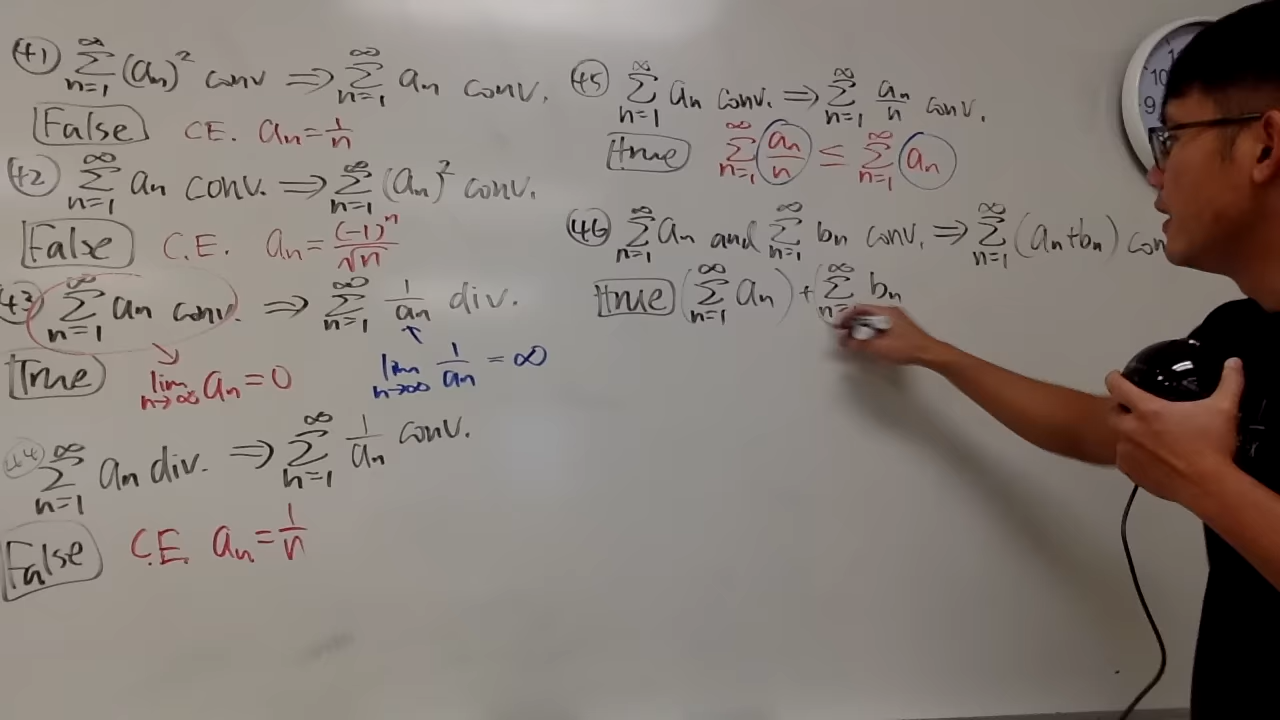 (41) ∞∑n=1 (an)² conv ⇒ ∞∑n=1 an conv.
False C.E. an = 1/n
(42) ∞∑n=1 an conv. ⇒ ∞∑n=1 (an)² conv.
False C.E. an = (-1)ⁿ/√n
43 ∞∑n=1 an conv. ⇒ ∞∑n=1 1/an div.
True lim n→∞ an = 0 lim n→∞ 1/an = ∞
44 ∞∑n=1 an div. ⇒ ∞∑n=1 1/an conv.
False C.E. an = 1/n
(45) ∞∑n=1 an conv. ⇒ ∞∑n=1 an/n conv.
true ∞∑n=1 an/n ≤ ∞∑n=1 an
(46) ∞∑n=1 an and ∞∑n=1 bn conv. ⇒ ∞∑n=1 (an+bn) con
true (∞∑n=1 an) + (∞∑n= bn
10
9